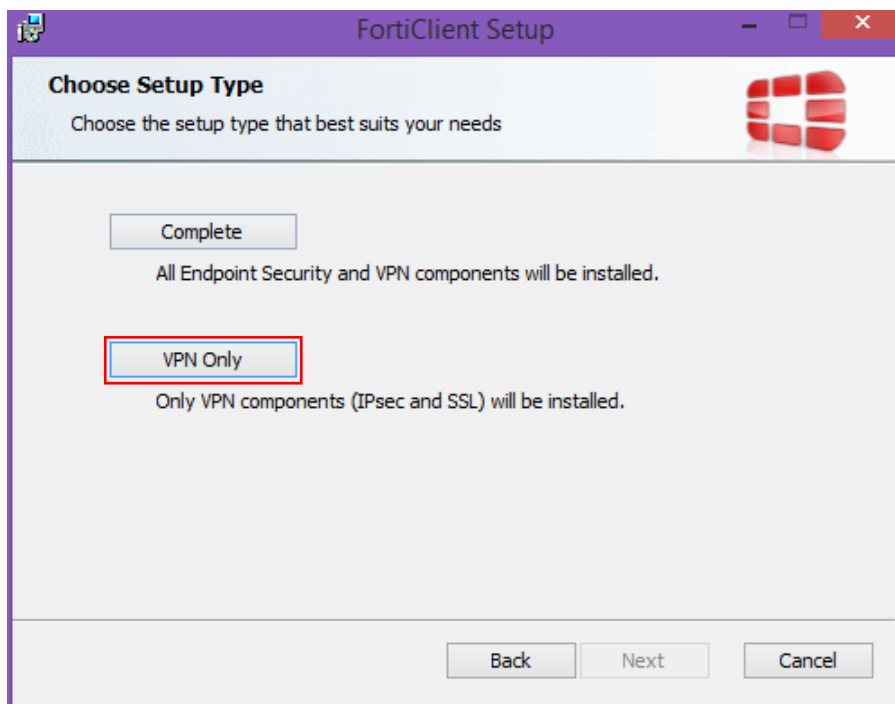 FortiClient Setup
Choose Setup Type
Choose the setup type that best suits your needs
Complete
All Endpoint Security and VPN components will be installed.
VPN Only
Only VPN components (IPsec and SSL) will be installed.
Back Next Cancel